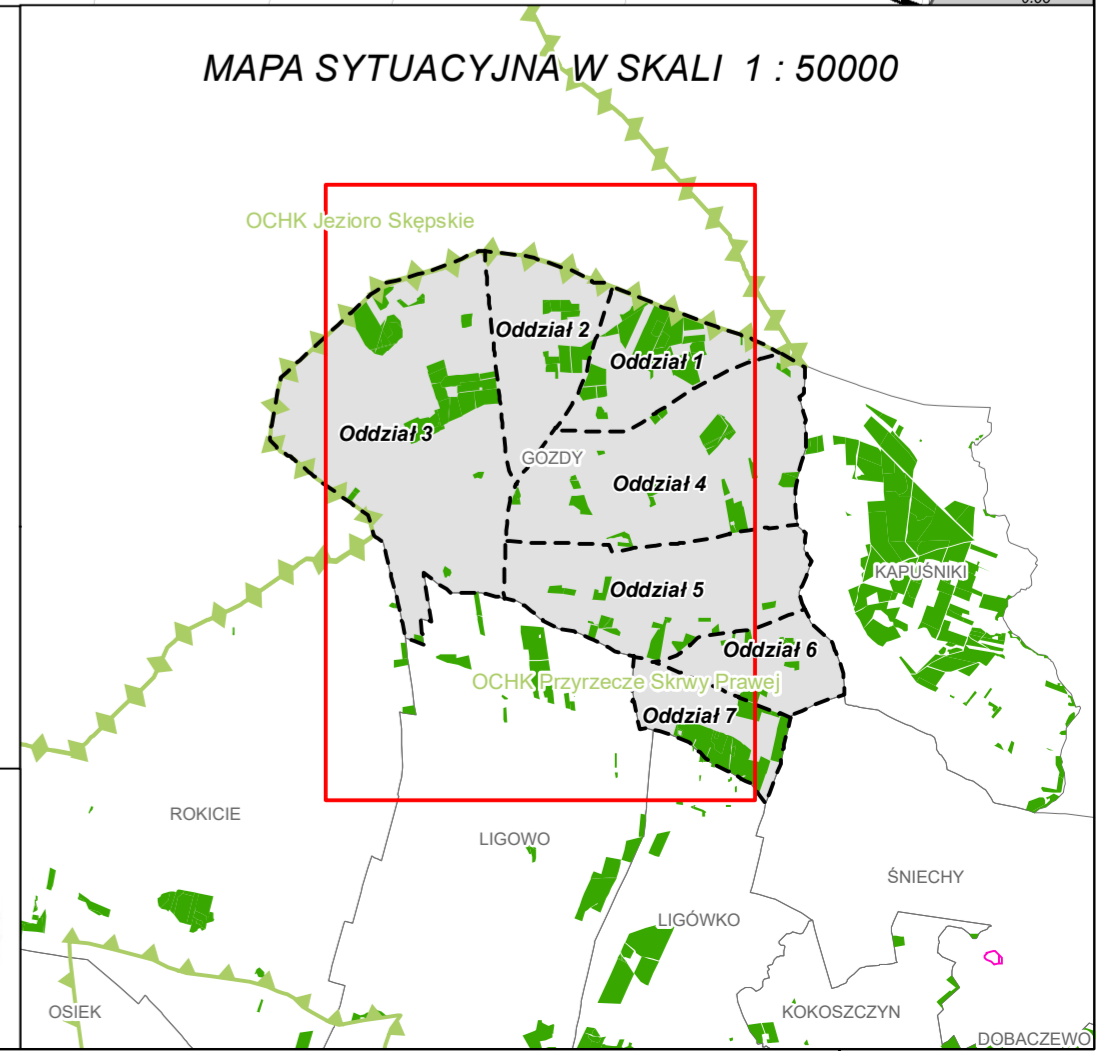 MAPA SYTUACYJNA W SKALI 1 : 50000
OCHK Jezioro Skępskie
Oddział 2
Oddział 1
Oddział 3
GÓZDY
Oddział 4
KAPUŚNIKI
Oddział 5
Oddział 6
OCHK Przyrzecze Skrwy Prawej
Oddział 7
ROKICIE
LIGOWO
ŚNIECHY
LIGÓWKO
OSIEK
KOKOSZCZYN
DOBACZEWO